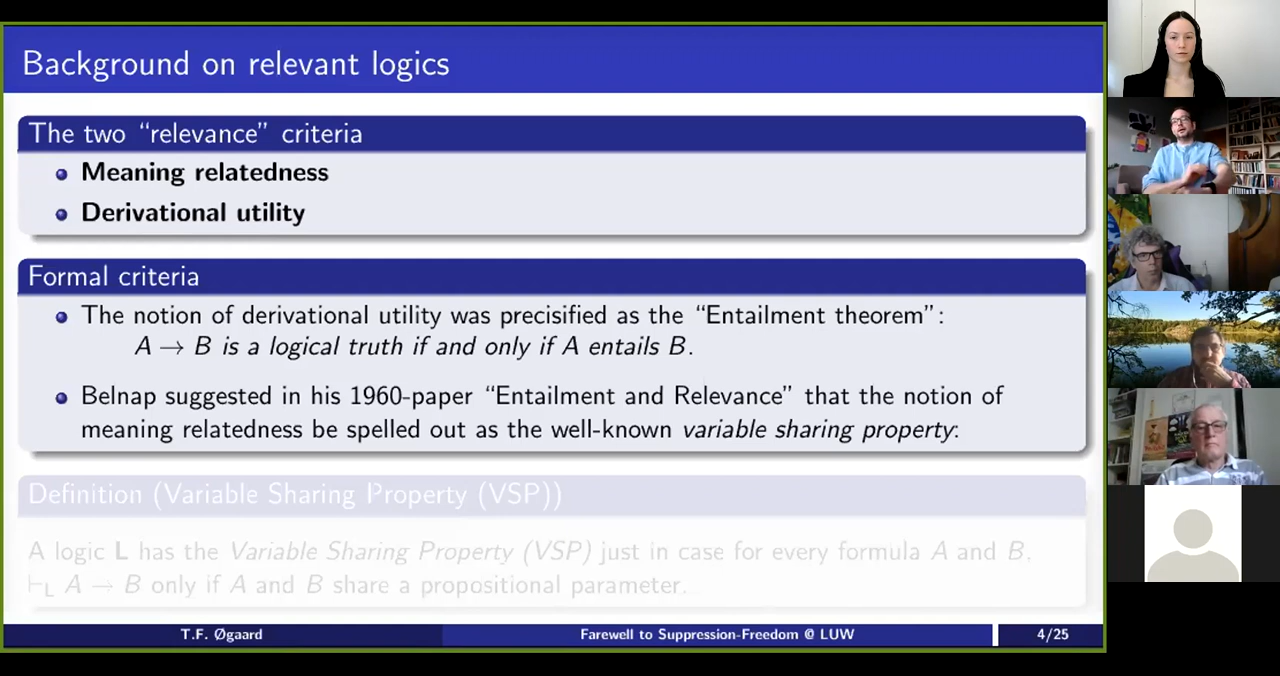 Background on relevant logics
The two “relevance” criteria
Meaning relatedness
Derivational utility
Formal criteria
The notion of derivational utility was precisified as the “Entailment theorem”:
A → B is a logical truth if and only if A entails B.
Belnap suggested in his 1960-paper “Entailment and Relevance” that the notion of
meaning relatedness be spelled out as the well-known variable sharing property:
Definition (Variable Sharing Property (VSP))
A logic L has the Variable Sharing Property (VSP) just in case for every formula A and B,
⊢L A → B only if A and B share a propositional parameter.
T.F. Øgaard
Farewell to Suppression-Freedom @ LUW
4/25